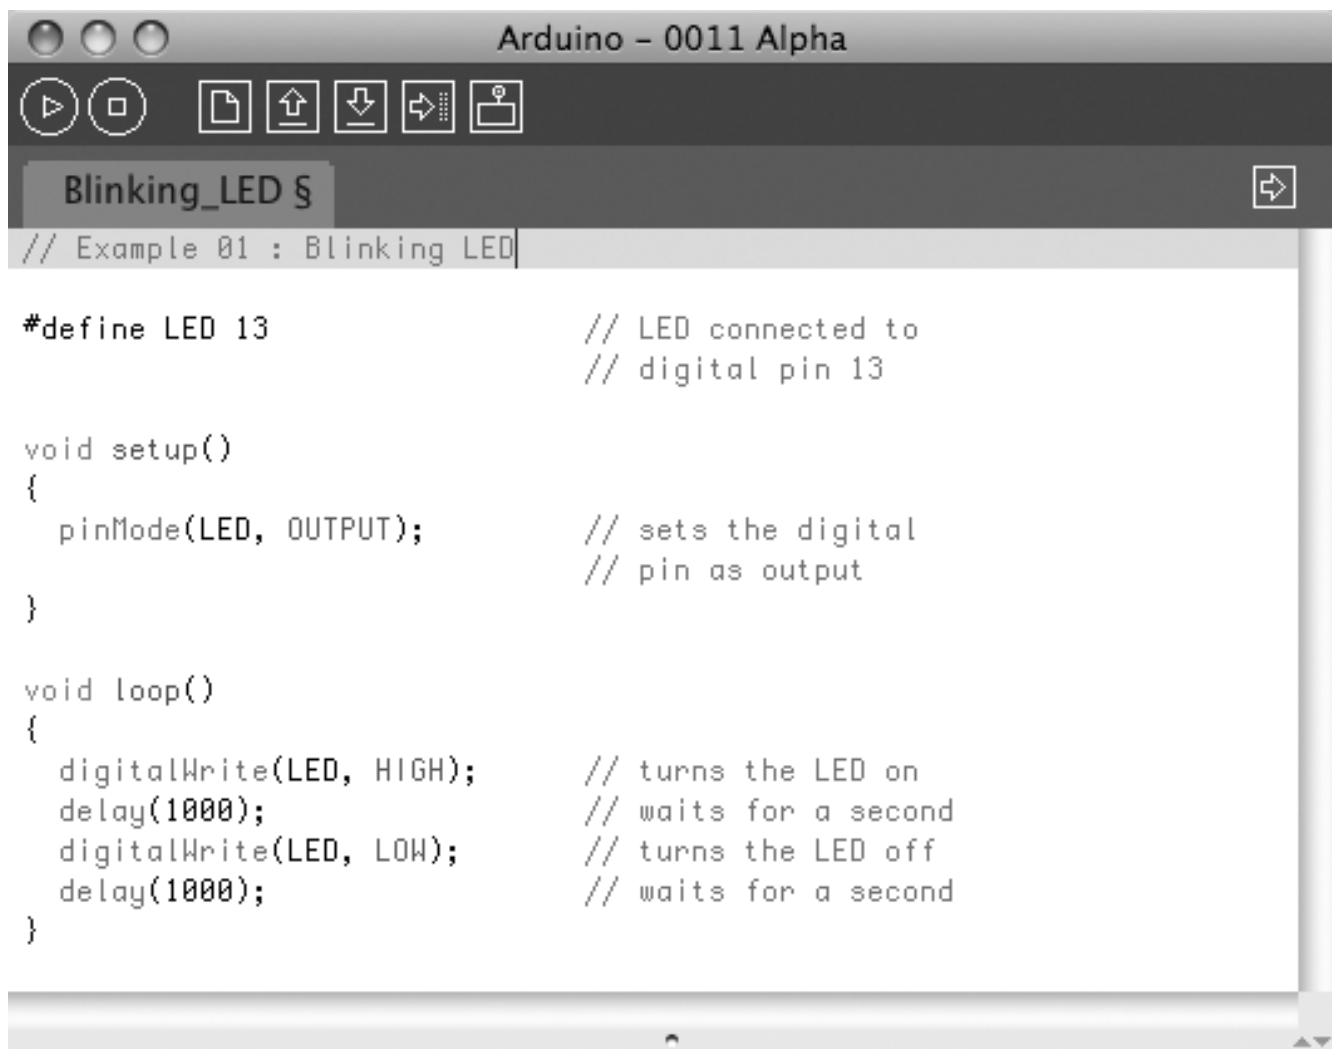 Arduino – 0011 Alpha
Blinking_LED §
// Example 01 : Blinking LED
#define LED 13                   // LED connected to
                                 // digital pin 13
void setup()
{
  pinMode(LED, OUTPUT);          // sets the digital
                                 // pin as output
}
void loop()
{
  digitalWrite(LED, HIGH);       // turns the LED on
  delay(1000);                   // waits for a second
  digitalWrite(LED, LOW);        // turns the LED off
  delay(1000);                   // waits for a second
}